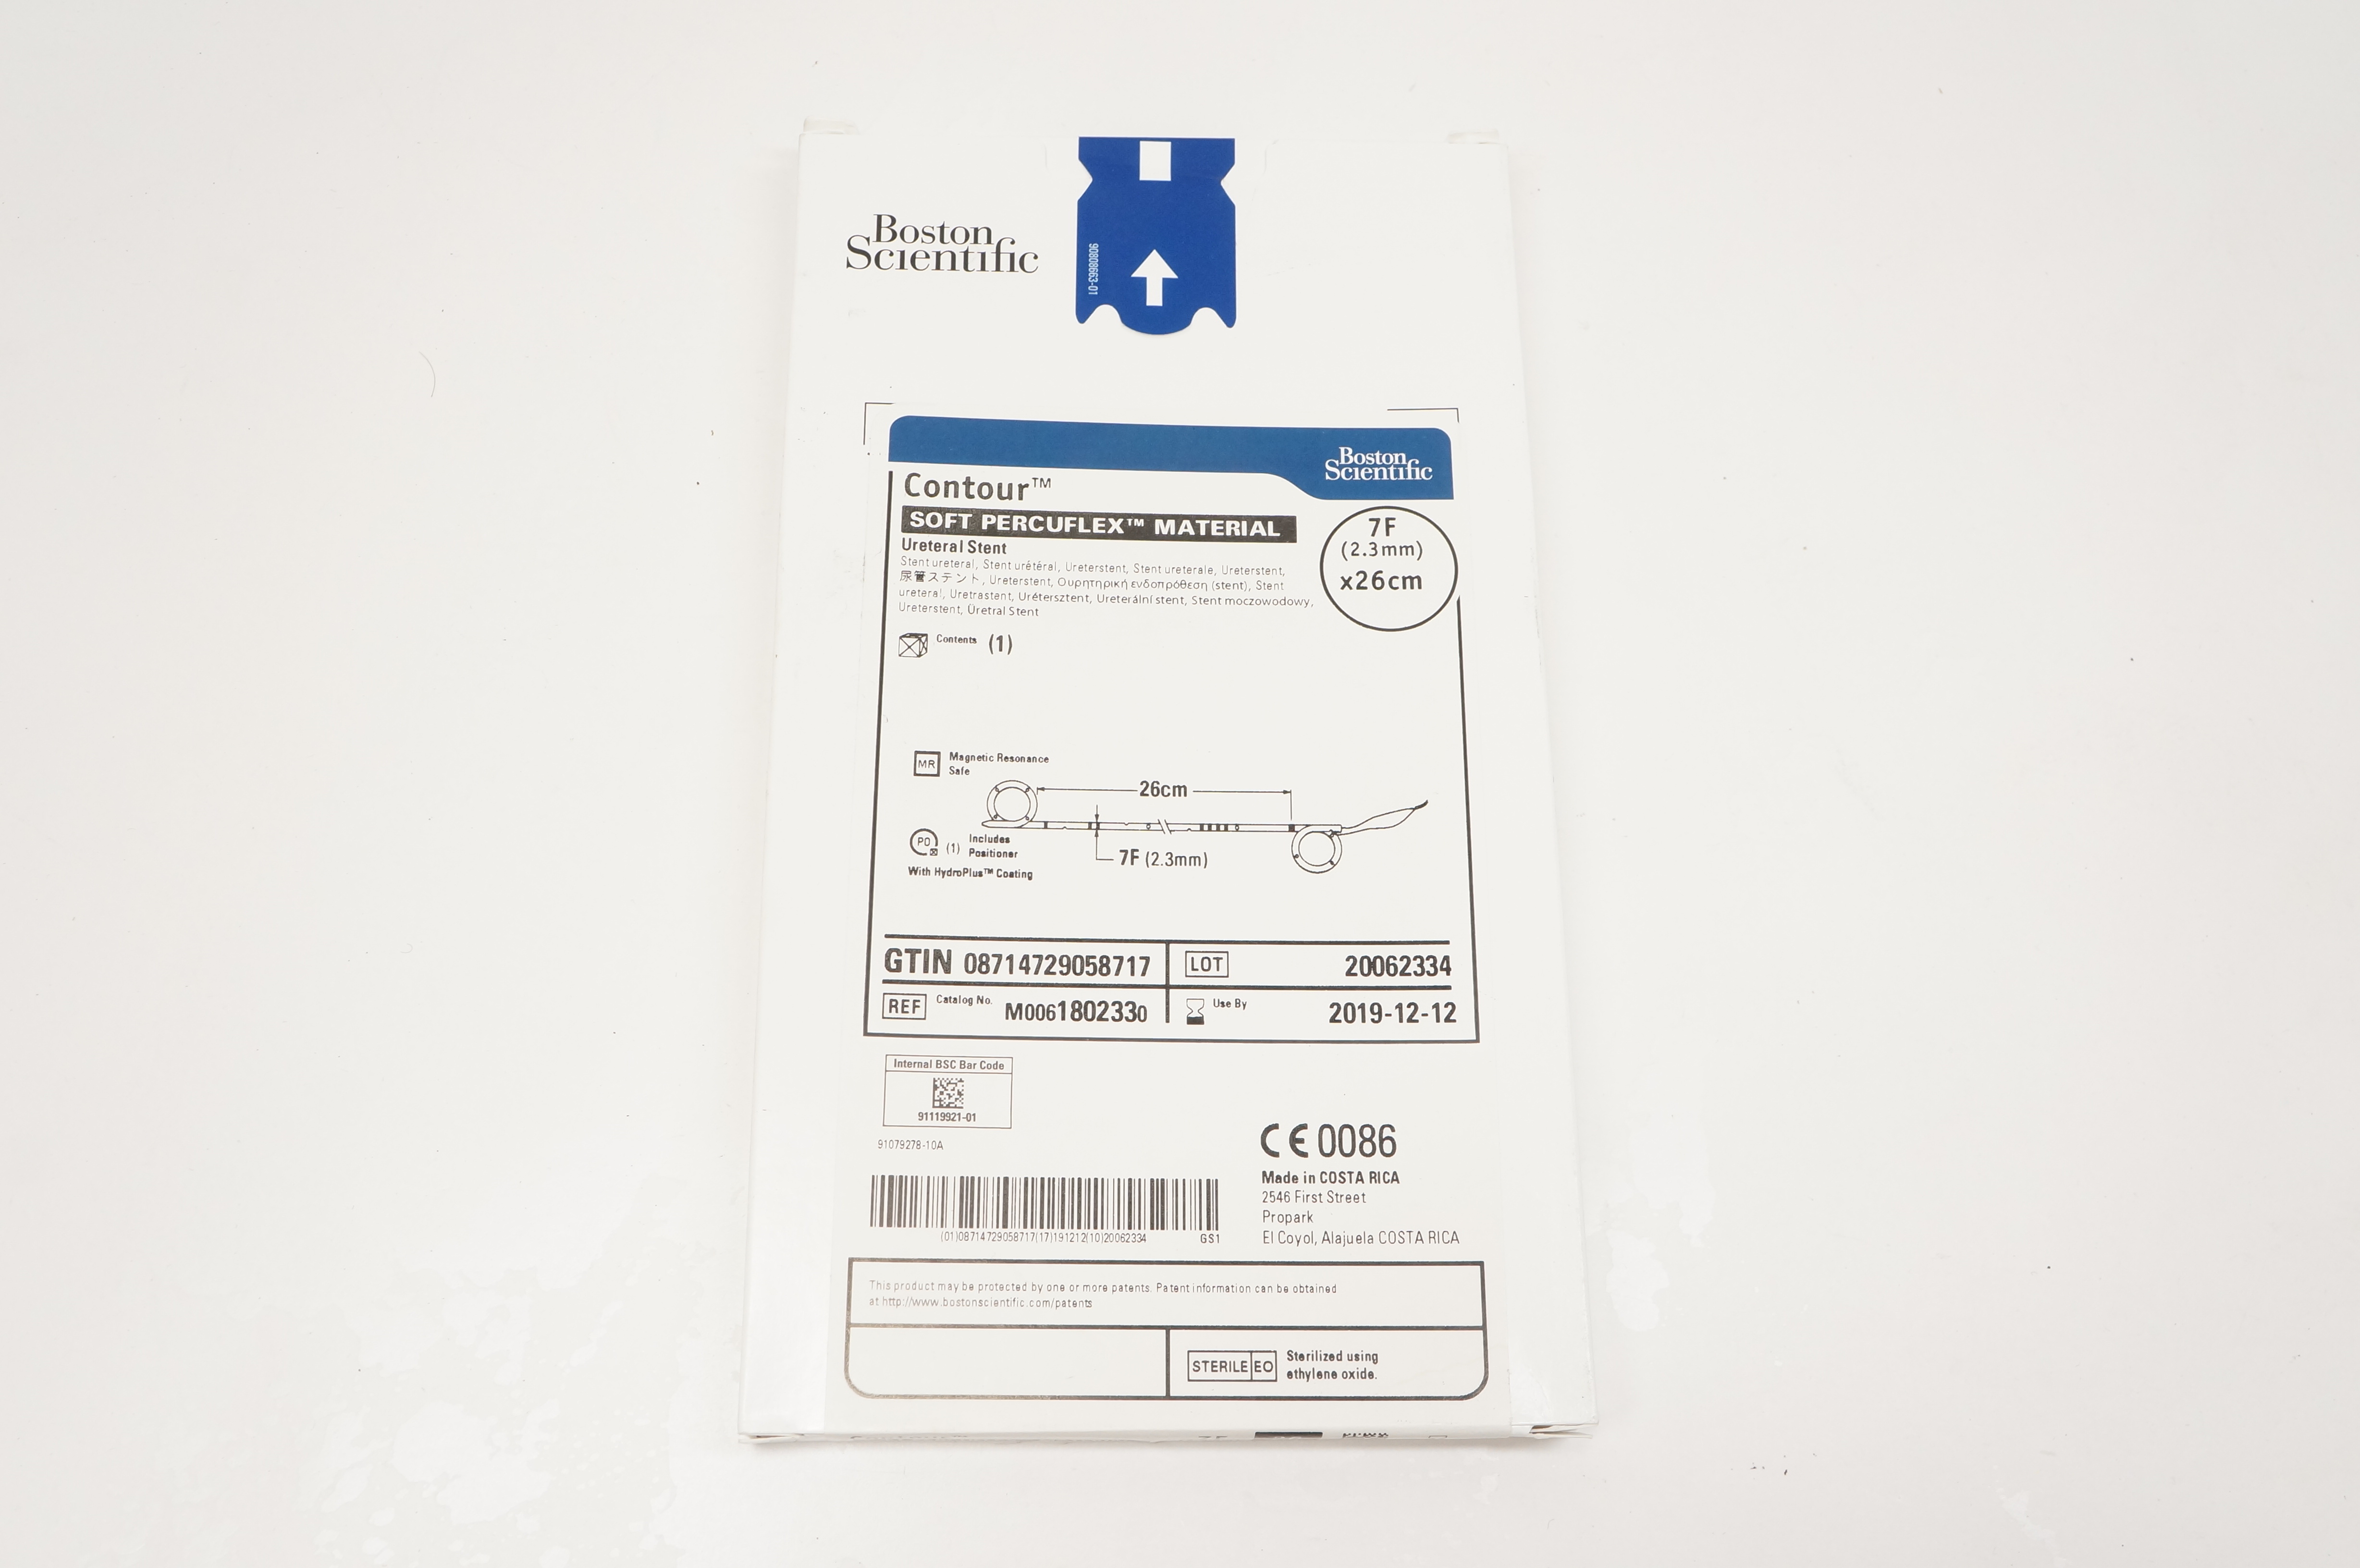 Boston
Scientific
90808663-01
Boston
Scientific
Contour™
SOFT PERCUFLEX™ MATERIAL
7F
(2.3mm)
x26cm
Ureteral Stent
Stent ureteral, Stent urétéral, Ureterstent, Stent ureterale, Ureterstent,
尿管ステント, Ureterstent, Ουρητηρική ενδοπρόθεση (stent), Stent
ureteral, Uretrastent, Urétersztent, Ureterální stent, Stent moczowodowy,
Ureterstent, Üretral Stent
Contents (1)
MR Magnetic Resonance
Safe
26cm
PO (1) Includes
Positioner
7F (2.3mm)
With HydroPlus™ Coating
GTIN 08714729058717 LOT 20062334
REF Catalog No. M0061802330 Use By 2019-12-12
Internal BSC Bar Code
91119921-01
91079278-10A
CE 0086
Made in COSTA RICA
2546 First Street
Propark
El Coyol, Alajuela COSTA RICA
(01)08714729058717(17)191212(10)20062334 GS1
This product may be protected by one or more patents. Patent information can be obtained
at http://www.bostonscientific.com/patents
STERILE EO Sterilized using
ethylene oxide.